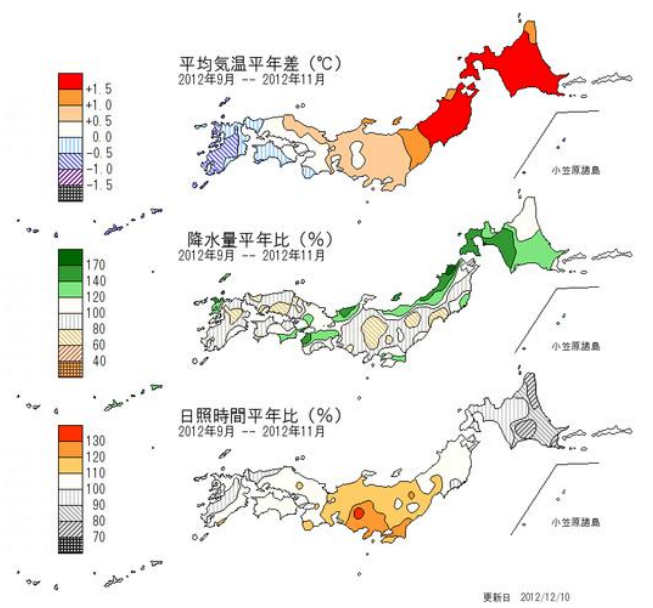 平均気温平年差（℃）
2012年9月 -- 2012年11月
+1.5
+1.0
+0.5
0.0
-0.5
-1.0
-1.5
小笠原諸島
降水量平年比（%）
2012年9月 -- 2012年11月
170
140
120
100
80
60
40
小笠原諸島
日照時間平年比（%）
2012年9月 -- 2012年11月
130
120
110
100
90
80
70
小笠原諸島
更新日 2012/12/10